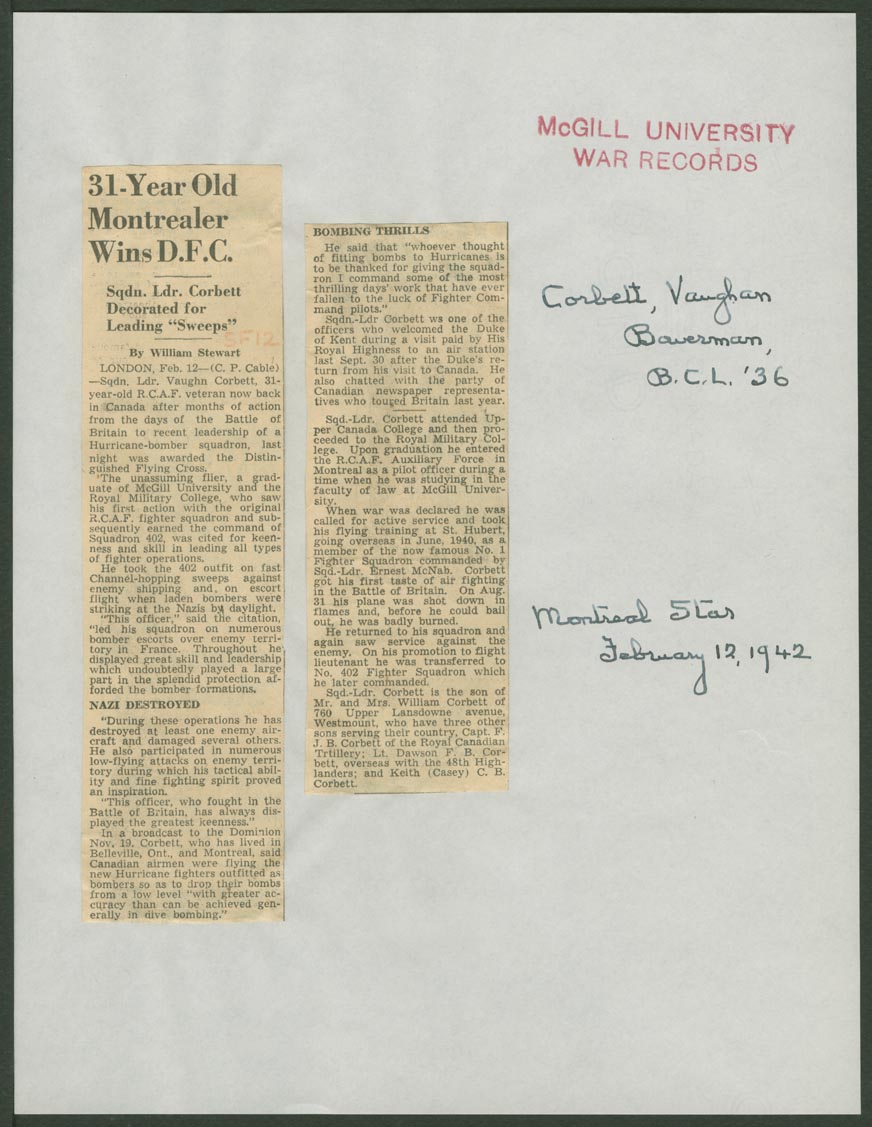 McGILL UNIVERSITY
WAR RECORDS
31-Year Old
Montrealer
Wins D.F.C.
Sqdn. Ldr. Corbett
Decorated for
Leading "Sweeps"
SF12
By William Stewart
LONDON, Feb. 12—(C. P. Cable)
—Sqdn. Ldr. Vaughn Corbett, 31-
year-old R.C.A.F. veteran now back
in Canada after months of action
from the days of the Battle of
Britain to recent leadership of a
Hurricane-bomber squadron, last
night was awarded the Distin-
guished Flying Cross.
The unassuming flier, a grad-
uate of McGill University and the
Royal Military College, who saw
his first action with the original
R.C.A.F. fighter squadron and sub-
sequently earned the command of
Squadron 402, was cited for keen-
ness and skill in leading all types
of fighter operations.
He took the 402 outfit on fast
Channel-hopping sweeps against
enemy shipping and, on escort
flight when laden bombers were
striking at the Nazis by daylight.
"This officer," said the citation,
"led his squadron on numerous
bomber escorts over enemy terri-
tory in France. Throughout he
displayed great skill and leadership
which undoubtedly played a large
part in the splendid protection af-
forded the bomber formations.
NAZI DESTROYED
"During these operations he has
destroyed at least one enemy air-
craft and damaged several others.
He also participated in numerous
low-flying attacks on enemy terri-
tory during which his tactical abil-
ity and fine fighting spirit proved
an inspiration.
"This officer, who fought in the
Battle of Britain, has always dis-
played the greatest keenness."
In a broadcast to the Dominion
Nov. 19, Corbett, who has lived in
Belleville, Ont., and Montreal, said
Canadian airmen were flying the
new Hurricane fighters outfitted as
bombers so as to drop their bombs
from a low level "with greater ac-
curacy than can be achieved gen-
erally in dive bombing."
BOMBING THRILLS
He said that "whoever thought
of fitting bombs to Hurricanes is
to be thanked for giving the squad-
ron I command some of the most
thrilling days' work that have ever
fallen to the luck of Fighter Com-
mand pilots."
Sqdn.-Ldr Corbett ws one of the
officers who welcomed the Duke
of Kent during a visit paid by His
Royal Highness to an air station
last Sept. 30 after the Duke's re-
turn from his visit to Canada. He
also chatted with the party of
Canadian newspaper representa-
tives who toured Britain last year.
Sqd.-Ldr. Corbett attended Up-
per Canada College and then pro-
ceeded to the Royal Military Col-
lege. Upon graduation he entered
the R.C.A.F. Auxiliary Force in
Montreal as a pilot officer during a
time when he was studying in the
faculty of law at McGill Univer-
sity.
When war was declared he was
called for active service and took
his flying training at St. Hubert,
going overseas in June, 1940, as a
member of the now famous No. 1
Fighter Squadron commanded by
Sqd.-Ldr. Ernest McNab. Corbett
got his first taste of air fighting
in the Battle of Britain. On Aug.
31 his plane was shot down in
flames and, before he could bail
out, he was badly burned.
He returned to his squadron and
again saw service against the
enemy. On his promotion to flight
lieutenant he was transferred to
No. 402 Fighter Squadron which
he later commanded.
Sqd.-Ldr. Corbett is the son of
Mr. and Mrs. William Corbett of
760 Upper Lansdowne avenue,
Westmount, who have three other
sons serving their country, Capt. F.
J. B. Corbett of the Royal Canadian
Trtillery; Lt. Dawson F. B. Cor-
bett, overseas with the 48th High-
landers; and Keith (Casey) C. B.
Corbett.
Corbett, Vaughan
Bowerman,
B.C.L. '36
Montreal Star
February 12, 1942